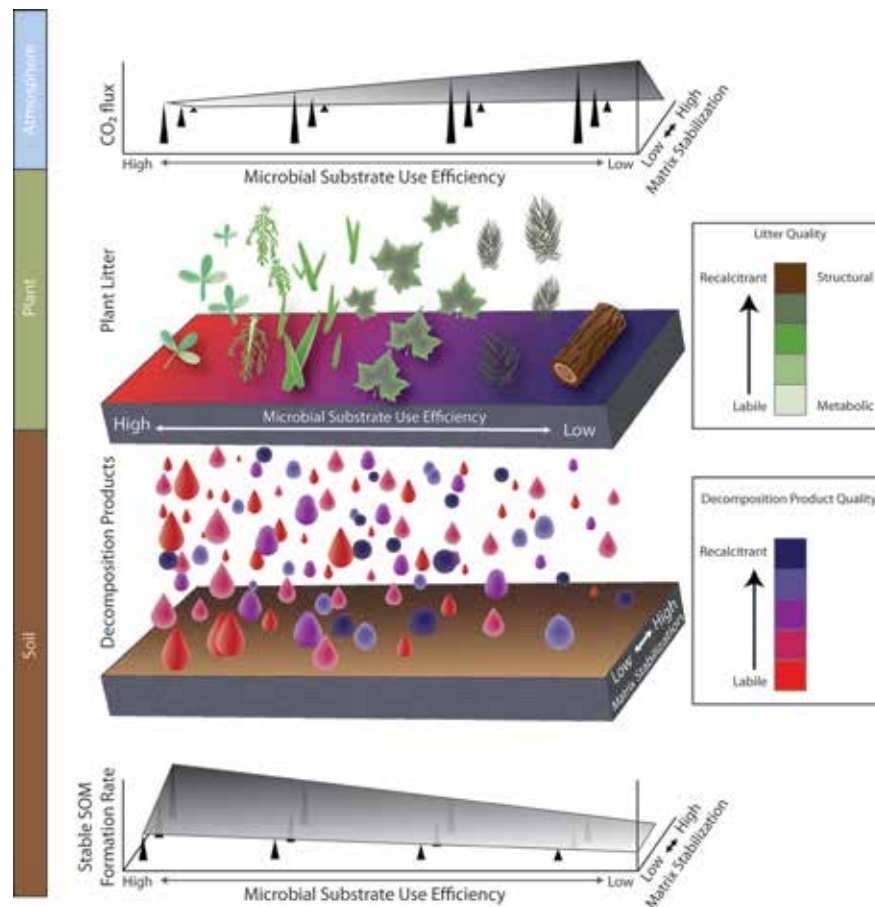 Atmosphere
Plant
Soil
CO₂ flux
High
Low
Microbial Substrate Use Efficiency
Low ↔ High
Matrix Stabilization
Plant Litter
High
Microbial Substrate Use Efficiency
Low
Litter Quality
Recalcitrant
Structural
Labile
Metabolic
Decomposition Products
Low ↔ High
Matrix Stabilization
Decomposition Product Quality
Recalcitrant
Labile
Stable SOM
Formation Rate
High
Low
Microbial Substrate Use Efficiency
Low ↔ High
Matrix Stabilization